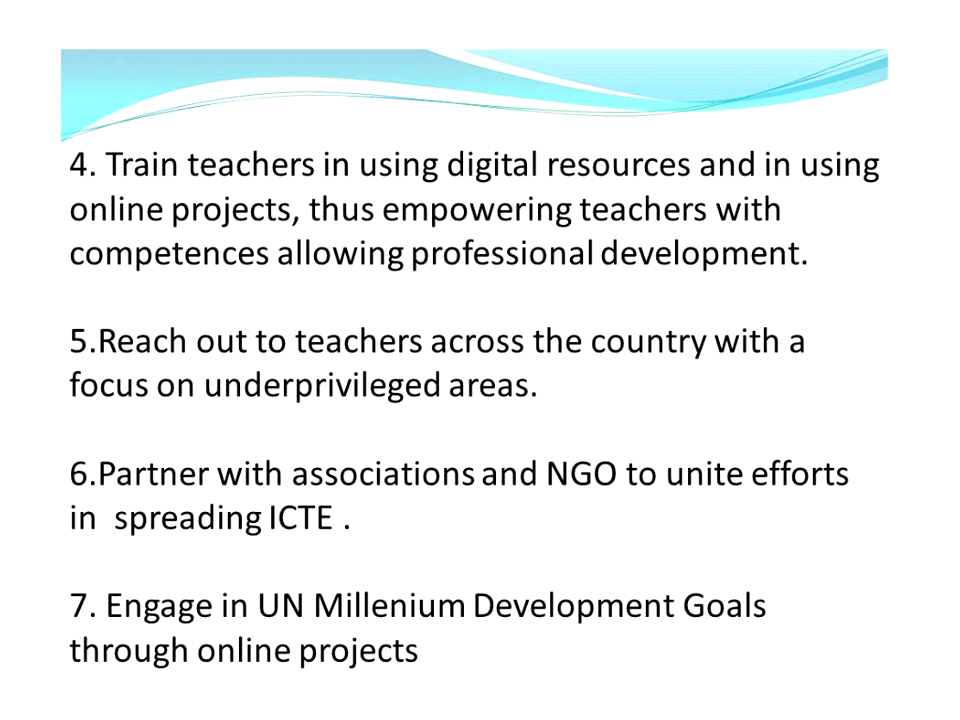 4. Train teachers in using digital resources and in using
online projects, thus empowering teachers with
competences allowing professional development.
5.Reach out to teachers across the country with a
focus on underprivileged areas.
6.Partner with associations and NGO to unite efforts
in  spreading ICTE .
7. Engage in UN Millenium Development Goals
through online projects